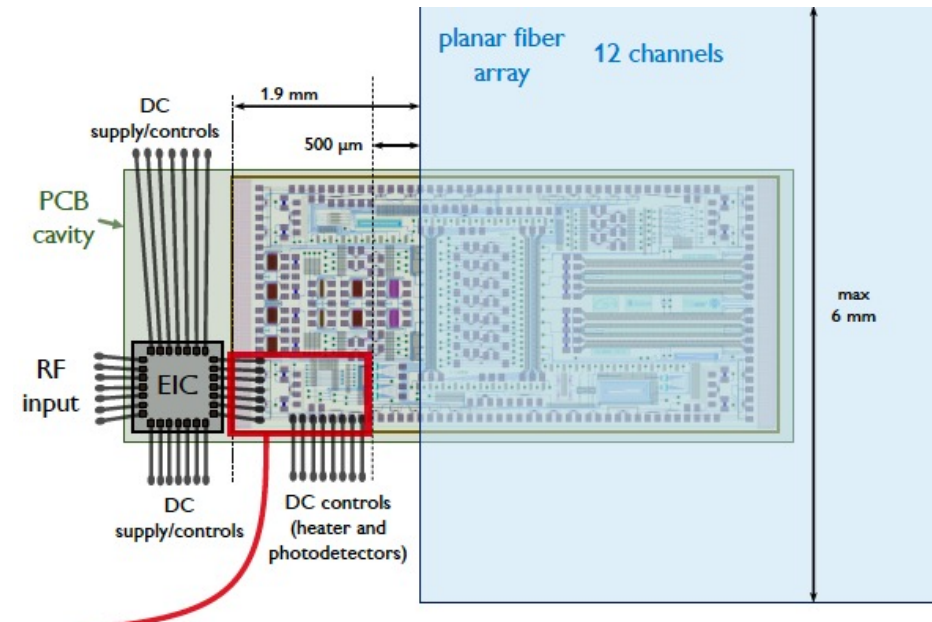 planar fiber
array
12 channels
1.9 mm
500 µm
DC
supply/controls
PCB
cavity
max
6 mm
RF
input
EIC
DC
supply/controls
DC controls
(heater and
photodetectors)